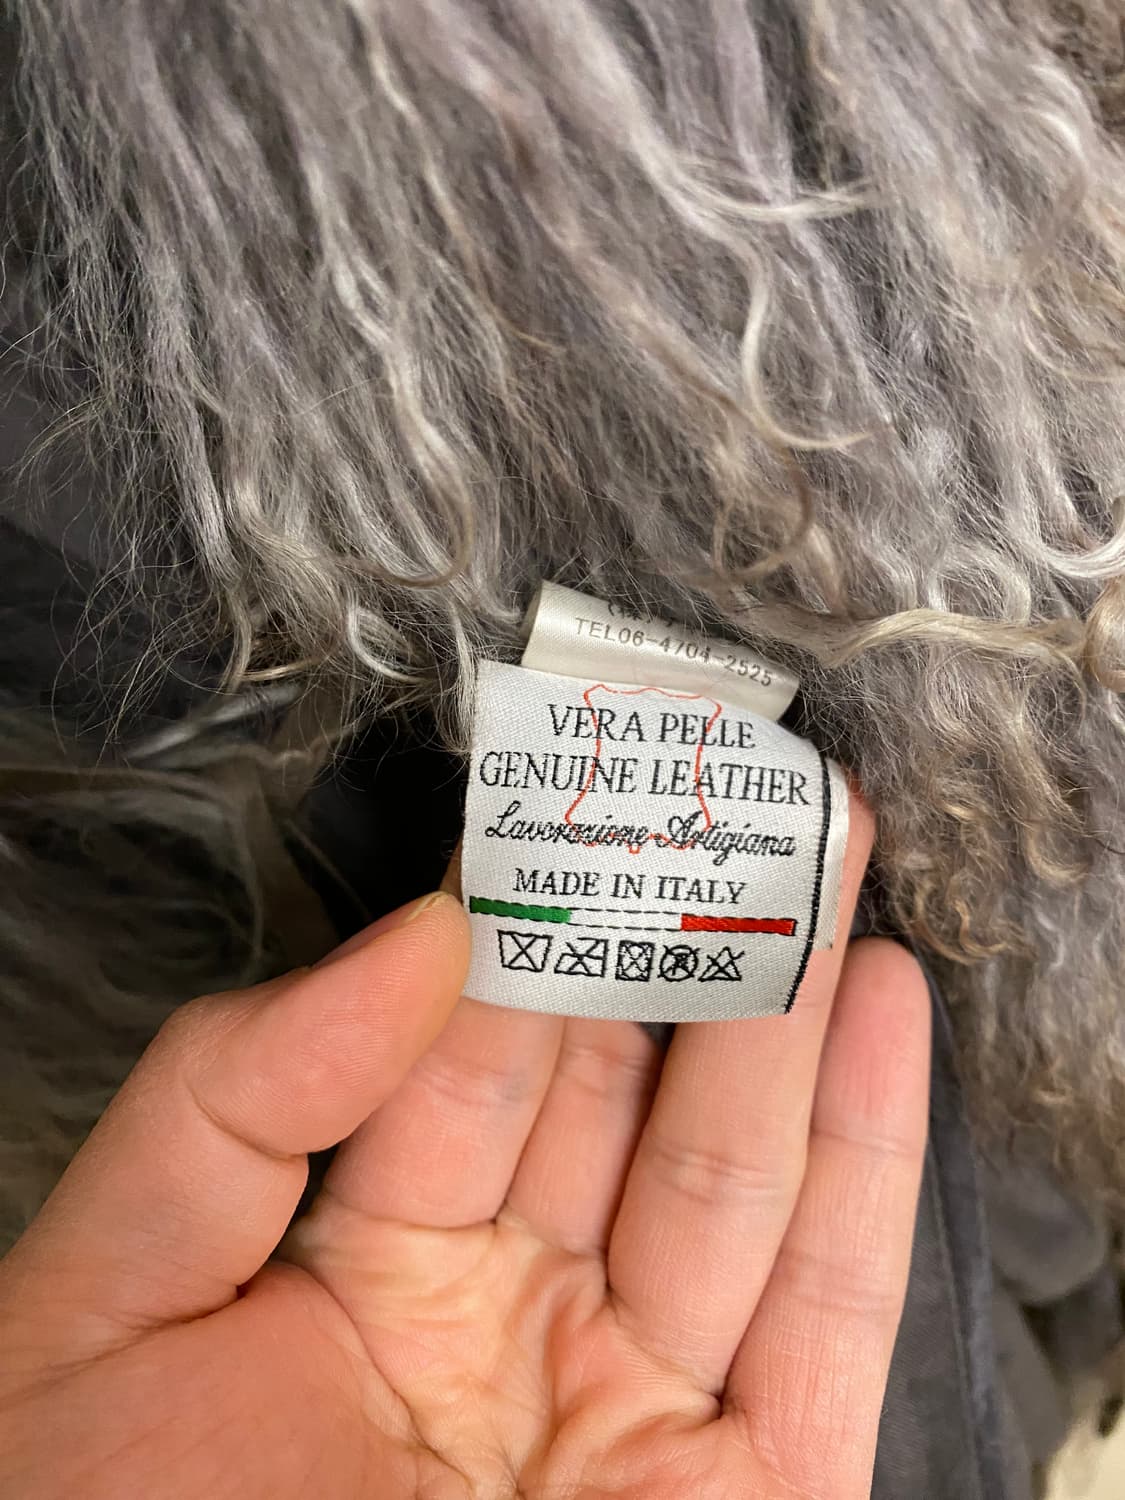 TEL06-4704-2525
VERA PELLE
GENUINE LEATHER
Lavorazione Artigiana
MADE IN ITALY